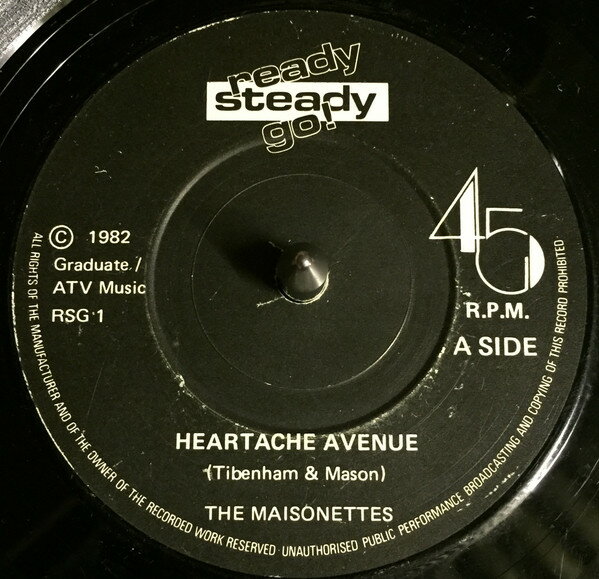 ready
steady
go!
45
R.P.M.
A SIDE
© 1982
Graduate /
ATV Music
RSG 1
HEARTACHE AVENUE
(Tibenham & Mason)
THE MAISONETTES
ALL RIGHTS OF THE MANUFACTURER AND OF THE OWNER OF THE RECORDED WORK RESERVED · UNAUTHORISED PUBLIC PERFORMANCE BROADCASTING AND COPYING OF THIS RECORD PROHIBITED